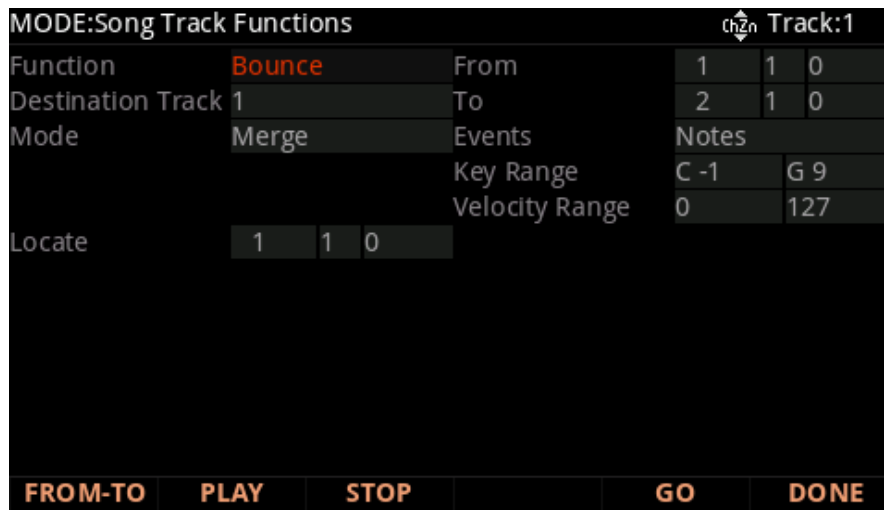 MODE:Song Track Functions ChZn Track:1
Function Bounce From 1 1 0
Destination Track 1 To 2 1 0
Mode Merge Events Notes
Key Range C -1 G 9
Velocity Range 0 127
Locate 1 1 0
FROM-TO PLAY STOP GO DONE